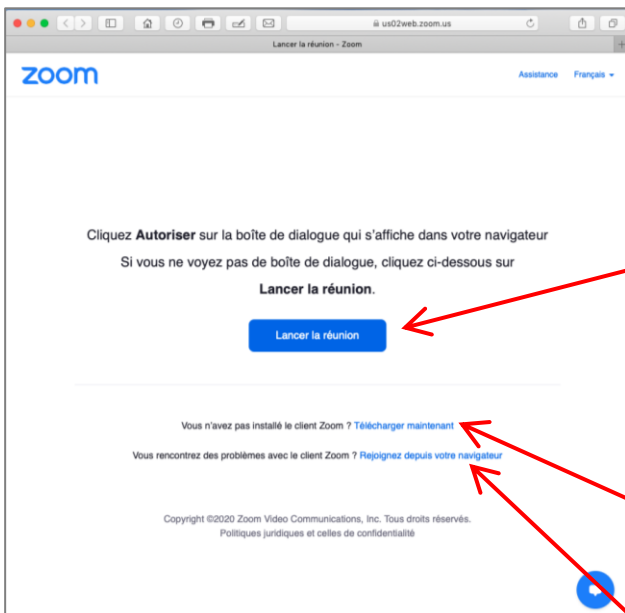 us02web.zoom.us
Lancer la réunion - Zoom
zoom
Assistance Français
Cliquez Autoriser sur la boîte de dialogue qui s'affiche dans votre navigateur
Si vous ne voyez pas de boîte de dialogue, cliquez ci-dessous sur
Lancer la réunion.
Lancer la réunion
Vous n'avez pas installé le client Zoom ? Télécharger maintenant
Vous rencontrez des problèmes avec le client Zoom ? Rejoignez depuis votre navigateur
Copyright ©2020 Zoom Video Communications, Inc. Tous droits réservés.
Politiques juridiques et celles de confidentialité